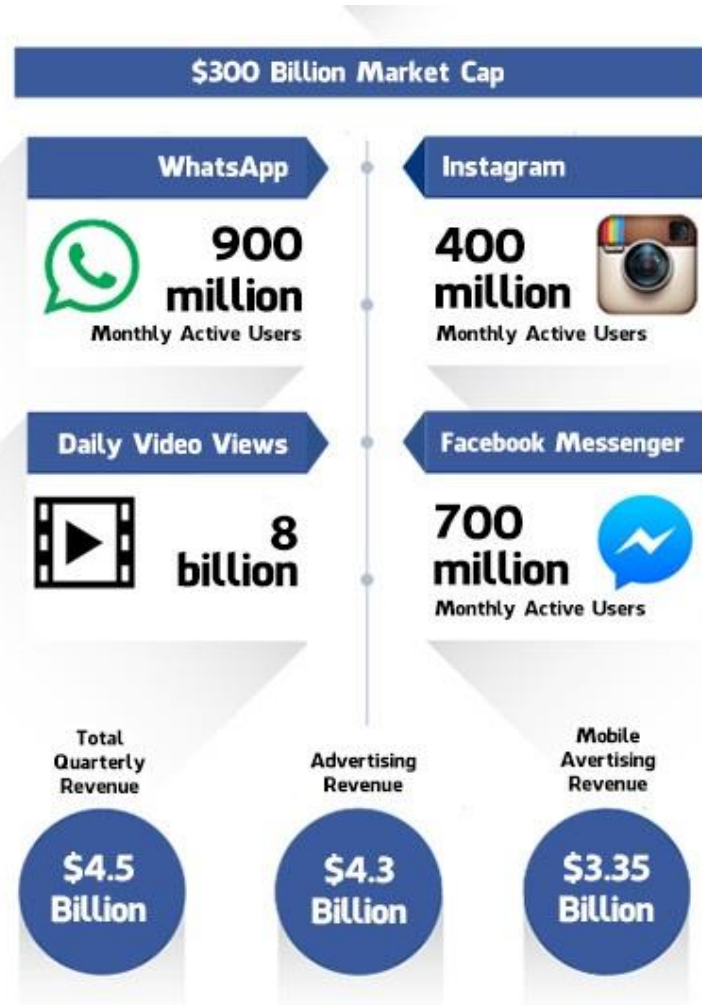 $300 Billion Market Cap
WhatsApp
900
million
Monthly Active Users
Instagram
400
million
Monthly Active Users
Daily Video Views
8
billion
Facebook Messenger
700
million
Monthly Active Users
Total
Quarterly
Revenue
$4.5
Billion
Advertising
Revenue
$4.3
Billion
Mobile
Avertising
Revenue
$3.35
Billion